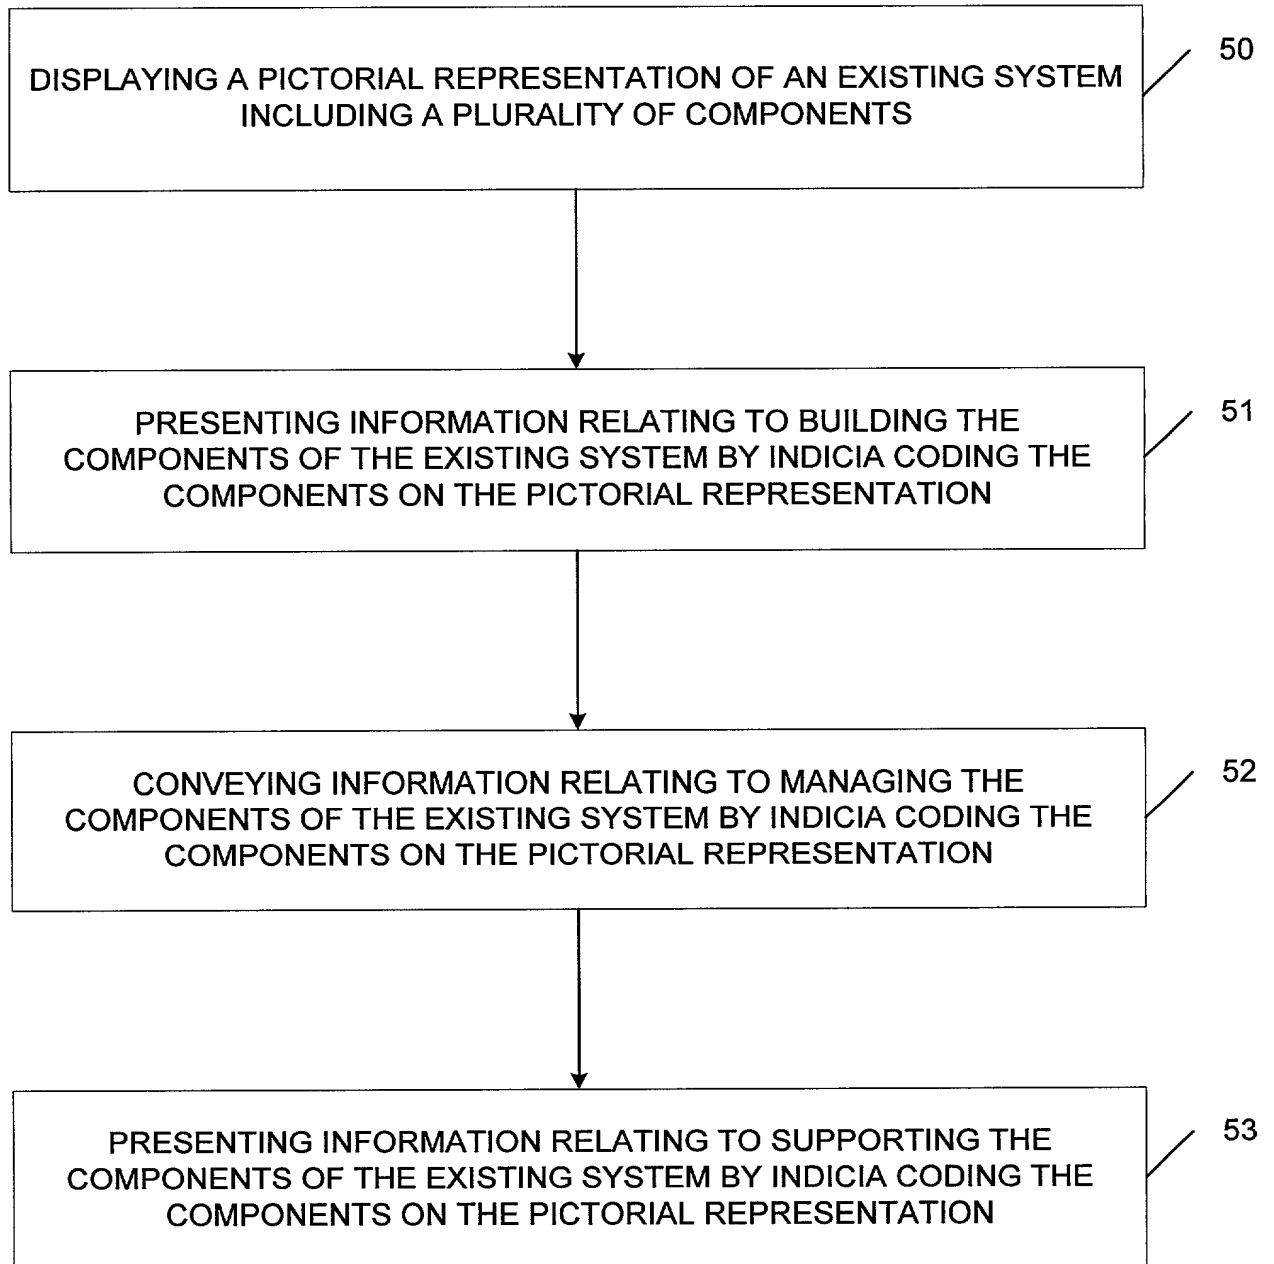 DISPLAYING A PICTORIAL REPRESENTATION OF AN EXISTING SYSTEM
INCLUDING A PLURALITY OF COMPONENTS
50
PRESENTING INFORMATION RELATING TO BUILDING THE
COMPONENTS OF THE EXISTING SYSTEM BY INDICIA CODING THE
COMPONENTS ON THE PICTORIAL REPRESENTATION
51
CONVEYING INFORMATION RELATING TO MANAGING THE
COMPONENTS OF THE EXISTING SYSTEM BY INDICIA CODING THE
COMPONENTS ON THE PICTORIAL REPRESENTATION
52
PRESENTING INFORMATION RELATING TO SUPPORTING THE
COMPONENTS OF THE EXISTING SYSTEM BY INDICIA CODING THE
COMPONENTS ON THE PICTORIAL REPRESENTATION
53